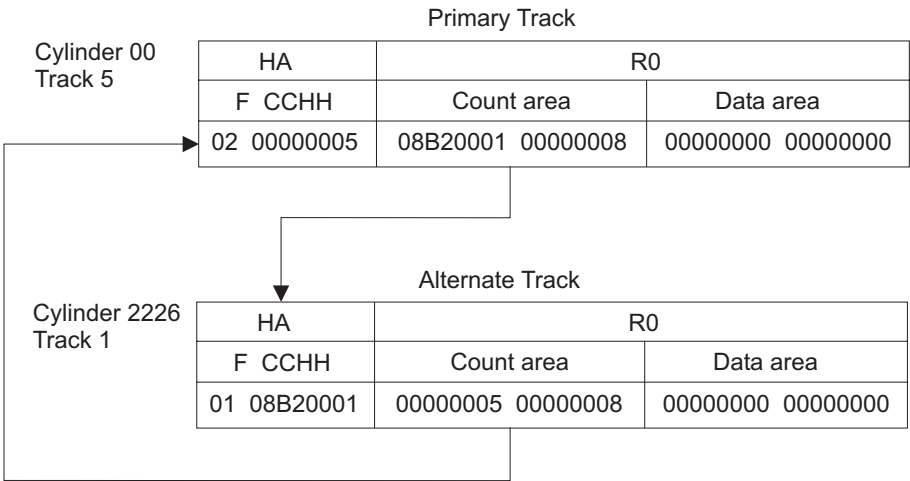 Primary Track
Cylinder 00
Track 5
HA R0
F CCHH Count area Data area
02 00000005 08B20001 00000008 00000000 00000000
Alternate Track
Cylinder 2226
Track 1
HA R0
F CCHH Count area Data area
01 08B20001 00000005 00000008 00000000 00000000